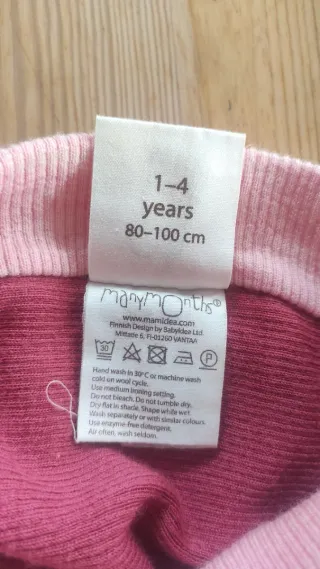 1–4
years
80–100 cm
manymonths®
www.mamidea.com
Finnish Design by Babyidea Ltd.
Mittatie 6, FI-01260 VANTAA
30
P
Hand wash in 30°C or machine wash
cold on wool cycle.
Use medium ironing setting.
Do not bleach. Do not tumble dry.
Dry flat in shade. Shape while wet.
Wash separately or with similar colours.
Use enzyme-free detergent.
Air often, wash seldom.